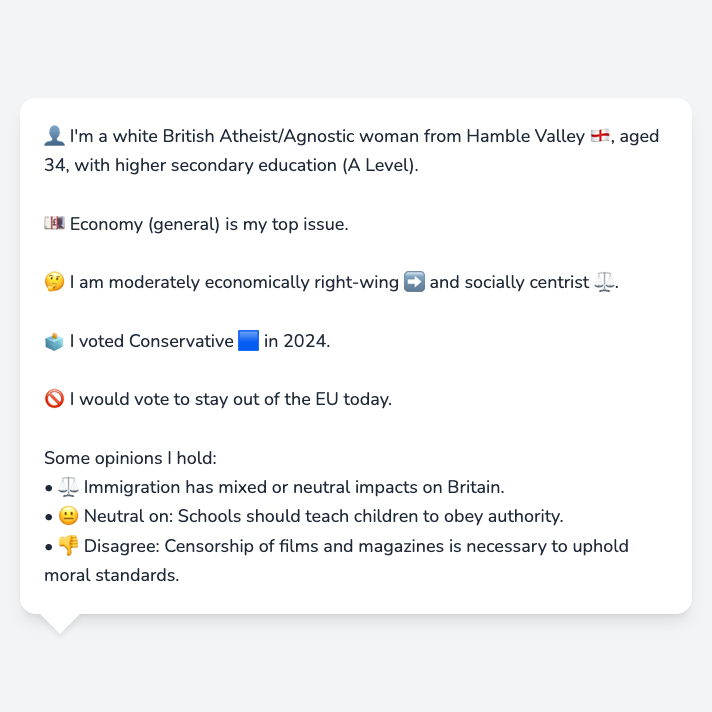 👤 I'm a white British Atheist/Agnostic woman from Hamble Valley 🏴󠁧󠁢󠁥󠁮󠁧󠁿, aged
34, with higher secondary education (A Level).
💷 Economy (general) is my top issue.
🤔 I am moderately economically right-wing ➡️ and socially centrist ⚖️.
🗳️ I voted Conservative 🟦 in 2024.
🚫 I would vote to stay out of the EU today.
Some opinions I hold:
• ⚖️ Immigration has mixed or neutral impacts on Britain.
• 😐 Neutral on: Schools should teach children to obey authority.
• 👎 Disagree: Censorship of films and magazines is necessary to uphold
moral standards.